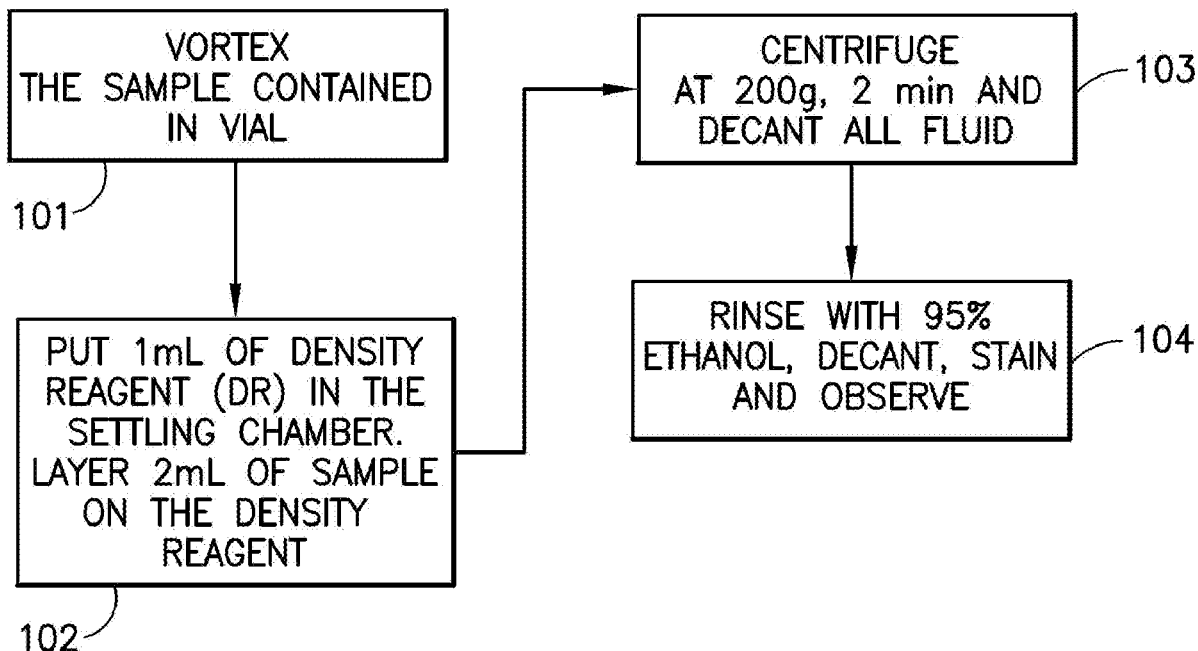 VORTEX
THE SAMPLE CONTAINED
IN VIAL
101
PUT 1mL OF DENSITY
REAGENT (DR) IN THE
SETTLING CHAMBER.
LAYER 2mL OF SAMPLE
ON THE DENSITY
REAGENT
102
CENTRIFUGE
AT 200g, 2 min AND
DECANT ALL FLUID
103
RINSE WITH 95%
ETHANOL, DECANT, STAIN
AND OBSERVE
104